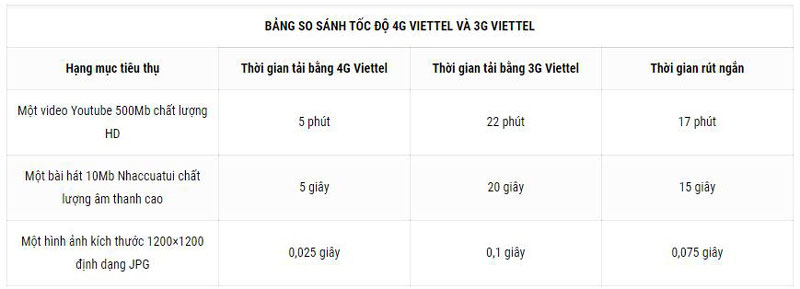 BẢNG SO SÁNH TỐC ĐỘ 4G VIETTEL VÀ 3G VIETTEL
Hạng mục tiêu thụ
Thời gian tải bằng 4G Viettel
Thời gian tải bằng 3G Viettel
Thời gian rút ngắn
Một video Youtube 500Mb chất lượng
HD
5 phút
22 phút
17 phút
Một bài hát 10Mb Nhaccuatui chất
lượng âm thanh cao
5 giây
20 giây
15 giây
Một hình ảnh kích thước 1200×1200
định dạng JPG
0,025 giây
0,1 giây
0,075 giây